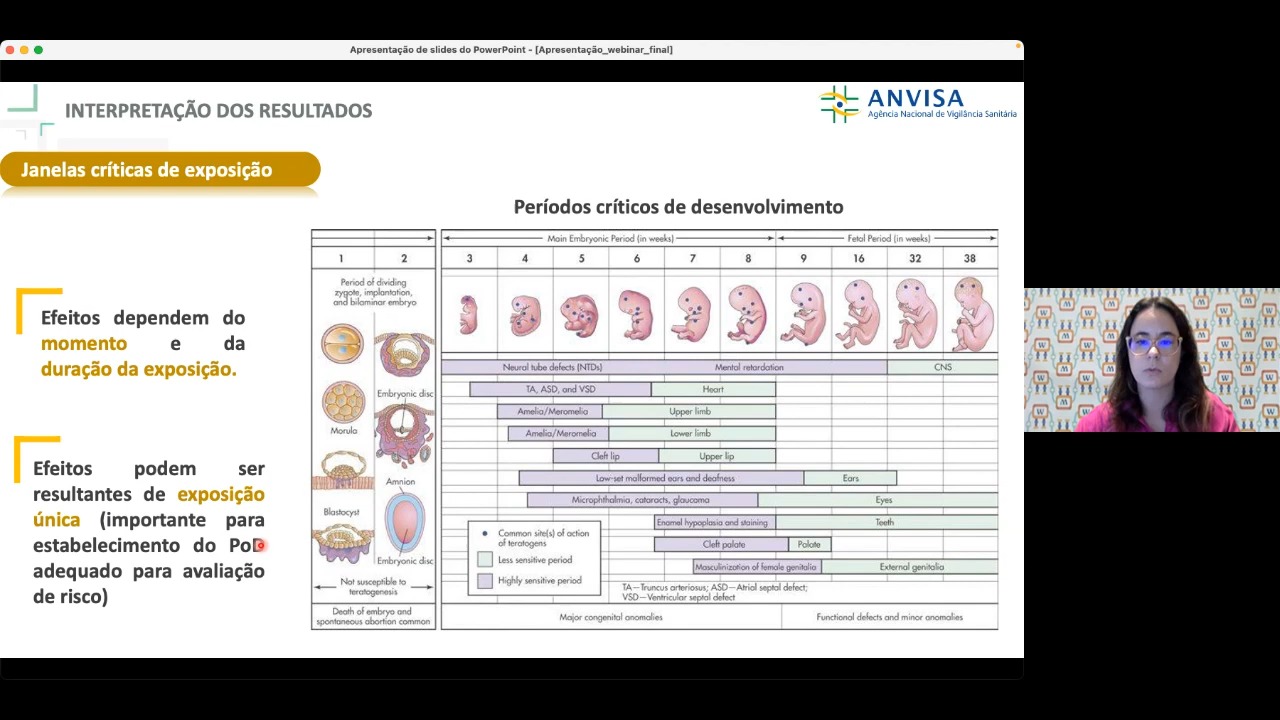 Apresentação de slides do PowerPoint - [Apresentação_webinar_final]
INTERPRETAÇÃO DOS RESULTADOS
ANVISA
Agência Nacional de Vigilância Sanitária
Janelas críticas de exposição
Períodos críticos de desenvolvimento
Efeitos dependem do
momento e da
duração da exposição.
Efeitos podem ser
resultantes de exposição
única (importante para
estabelecimento do PoD
adequado para avaliação
de risco)
Main Embryonic Period (in weeks)
Fetal Period (in weeks)
1 2 3 4 5 6 7 8 9 16 32 38
Period of dividing
zygote, implantation,
and bilaminar embryo
Embryonic disc
Morula
Amnion
Blastocyst
Embryonic disc
Not susceptible to
teratogenesis
Death of embryo and
spontaneous abortion common
Neural tube defects (NTDs) Mental retardation CNS
TA, ASD, and VSD Heart
Amelia/Meromelia Upper limb
Amelia/Meromelia Lower limb
Cleft lip Upper lip
Low-set malformed ears and deafness Ears
Microphthalmia, cataracts, glaucoma Eyes
Enamel hypoplasia and staining Teeth
Cleft palate Palate
Masculinization of female genitalia External genitalia
Common site(s) of action
of teratogens
Less sensitive period
Highly sensitive period
TA—Truncus arteriosus; ASD—Atrial septal defect;
VSD—Ventricular septal defect
Major congenital anomalies
Functional defects and minor anomalies